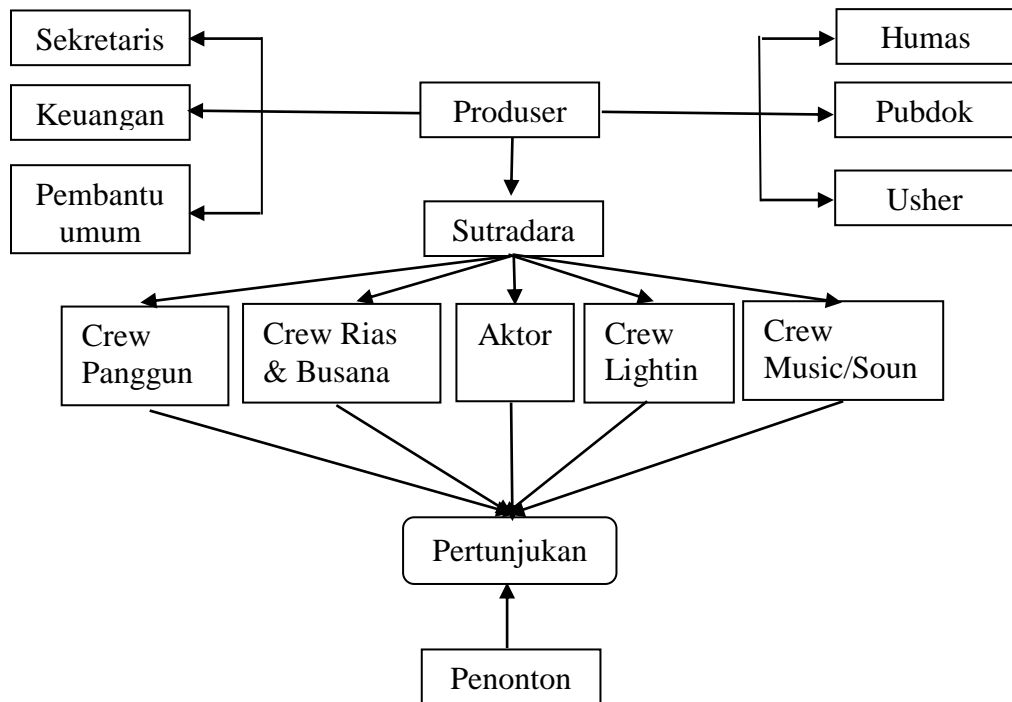 Sekretaris
Humas
Keuangan
Produser
Pubdok
Pembantu
umum
Usher
Sutradara
Crew
Panggun
Crew Rias
& Busana
Aktor
Crew
Lightin
Crew
Music/Soun
Pertunjukan
Penonton